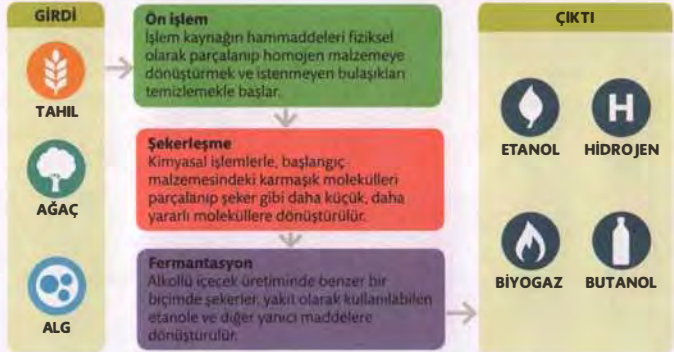 GİRDİ
TAHIL
AĞAÇ
ALG
Ön işlem
İşlem kaynağın hammaddeleri fiziksel
olarak parçalanıp homojen malzemeye
dönüştürmek ve istenmeyen bulaşıkları
temizlemekle başlar.
Şekerleşme
Kimyasal işlemlerle, başlangıç
malzemesindeki karmaşık molekülleri
parçalanıp şeker gibi daha küçük, daha
yararlı moleküllere dönüştürülür.
Fermantasyon
Alkollü içecek üretiminde benzer bir
biçimde şekerler, yakıt olarak kullanılabilen
etanole ve diğer yanıcı maddelere
dönüştürülür.
ÇIKTI
H
ETANOL HİDROJEN
BİYOGAZ BUTANOL